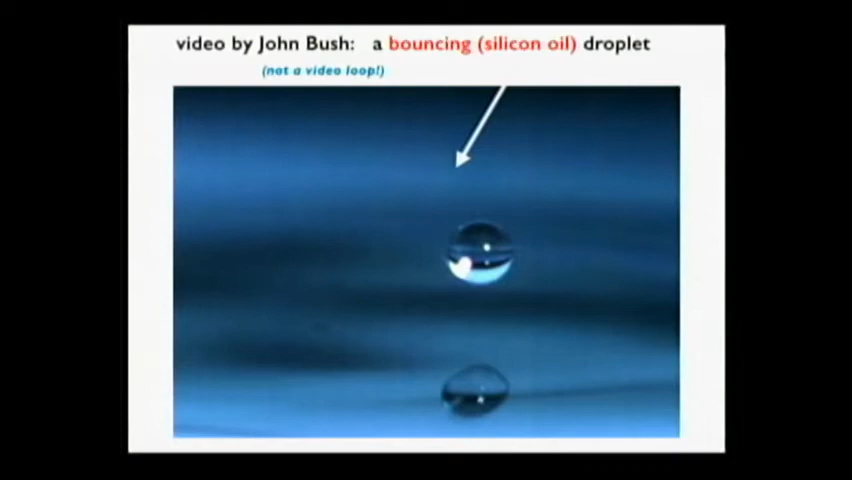 video by John Bush: a bouncing (silicon oil) droplet
(not a video loop!)